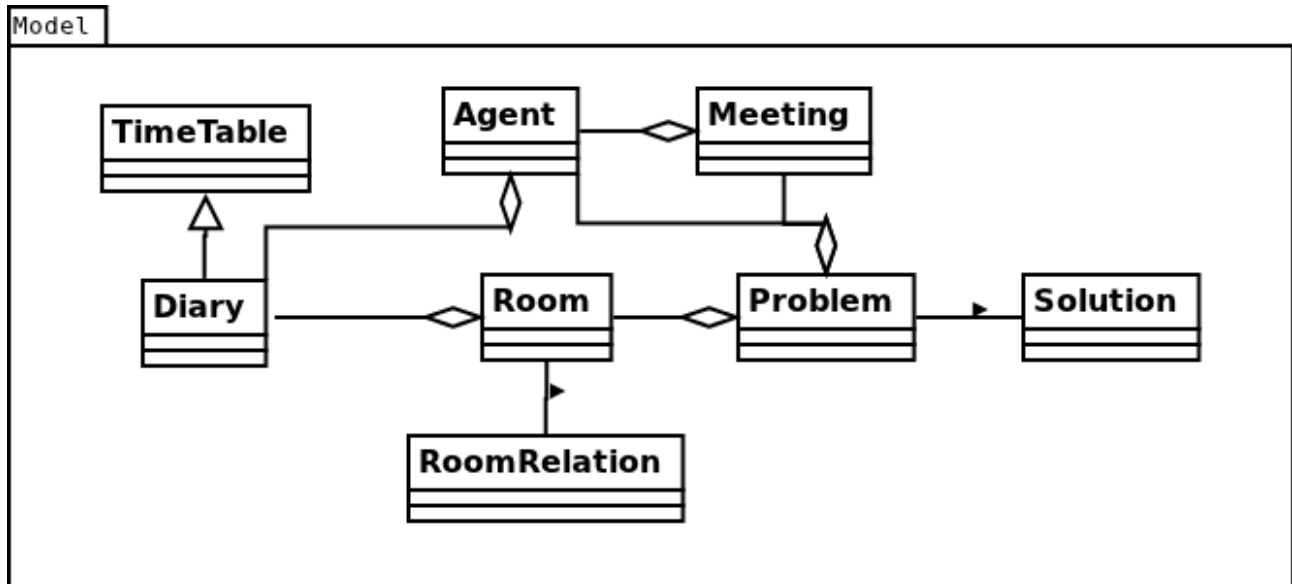 Model
TimeTable
Agent
Meeting
Diary
Room
Problem
Solution
RoomRelation